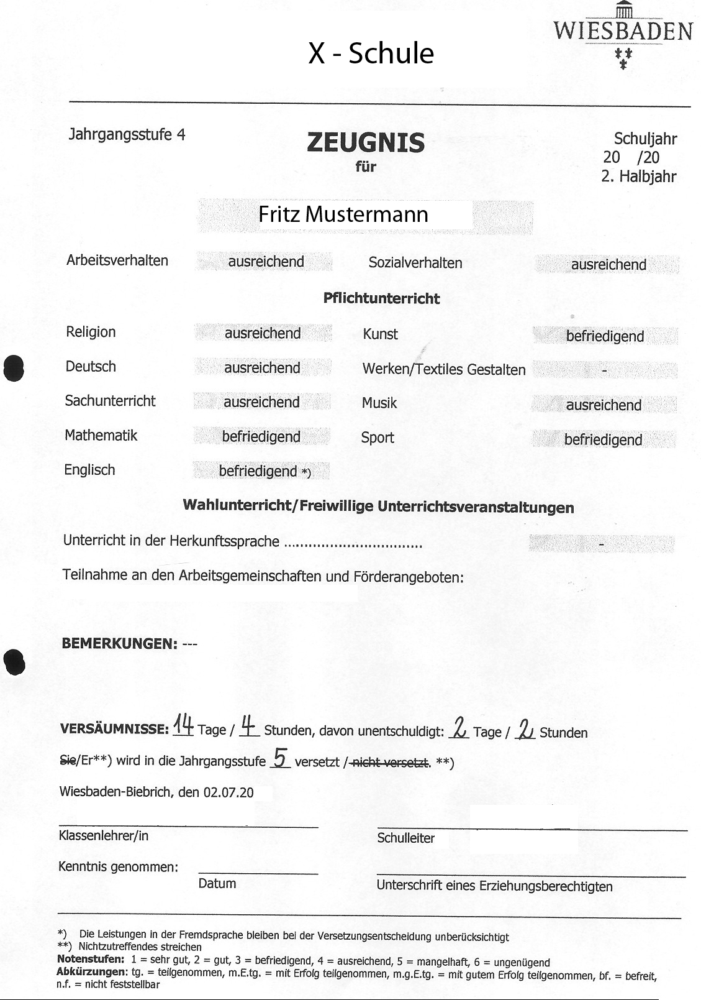 WIESBADEN
X - Schule
Jahrgangsstufe 4
ZEUGNIS
für
Schuljahr
20 /20
2. Halbjahr
Fritz Mustermann
Arbeitsverhalten ausreichend Sozialverhalten ausreichend
Pflichtunterricht
Religion ausreichend Kunst befriedigend
Deutsch ausreichend Werken/Textiles Gestalten -
Sachunterricht ausreichend Musik ausreichend
Mathematik befriedigend Sport befriedigend
Englisch befriedigend *)
Wahlunterricht/Freiwillige Unterrichtsveranstaltungen
Unterricht in der Herkunftssprache .................................. -
Teilnahme an den Arbeitsgemeinschaften und Förderangeboten:
BEMERKUNGEN: ---
VERSÄUMNISSE: 14 Tage / 4 Stunden, davon unentschuldigt: 2 Tage / 2 Stunden
Sie/Er**) wird in die Jahrgangsstufe 5 versetzt / nicht versetzt. **)
Wiesbaden-Biebrich, den 02.07.20
Klassenlehrer/in Schulleiter
Kenntnis genommen:
Datum Unterschrift eines Erziehungsberechtigten
*) Die Leistungen in der Fremdsprache bleiben bei der Versetzungsentscheidung unberücksichtigt
**) Nichtzutreffendes streichen
Notenstufen: 1 = sehr gut, 2 = gut, 3 = befriedigend, 4 = ausreichend, 5 = mangelhaft, 6 = ungenügend
Abkürzungen: tg. = teilgenommen, m.E.tg. = mit Erfolg teilgenommen, m.g.E.tg. = mit gutem Erfolg teilgenommen, bf. = befreit,
n.f. = nicht feststellbar